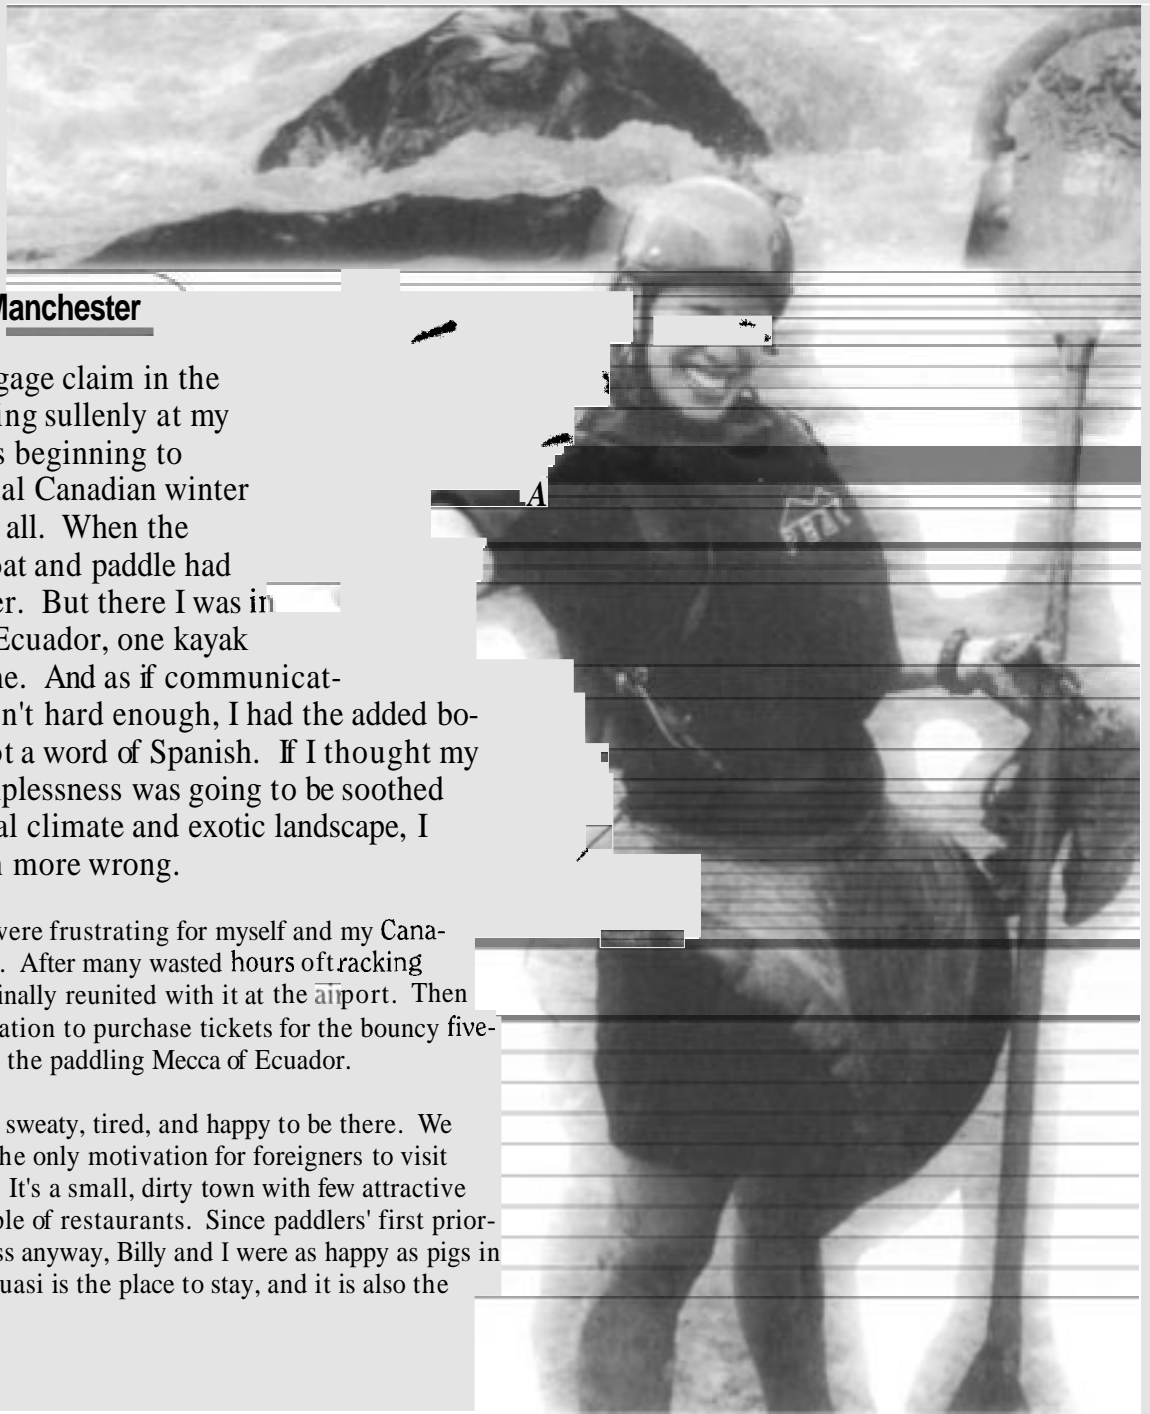 Manchester
gage claim in the
ing sullenly at my
s beginning to
al Canadian winter
all. When the
oat and paddle had
er. But there I was in
Ecuador, one kayak
ne. And as if communicat-
n't hard enough, I had the added bo-
ot a word of Spanish. If I thought my
plessness was going to be soothed
al climate and exotic landscape, I
n more wrong.
were frustrating for myself and my Cana-
. After many wasted hours of tracking
inally reunited with it at the airport. Then
ation to purchase tickets for the bouncy five-
the paddling Mecca of Ecuador.
sweaty, tired, and happy to be there. We
he only motivation for foreigners to visit
It's a small, dirty town with few attractive
ple of restaurants. Since paddlers' first prior-
ss anyway, Billy and I were as happy as pigs in
uasi is the place to stay, and it is also the
A